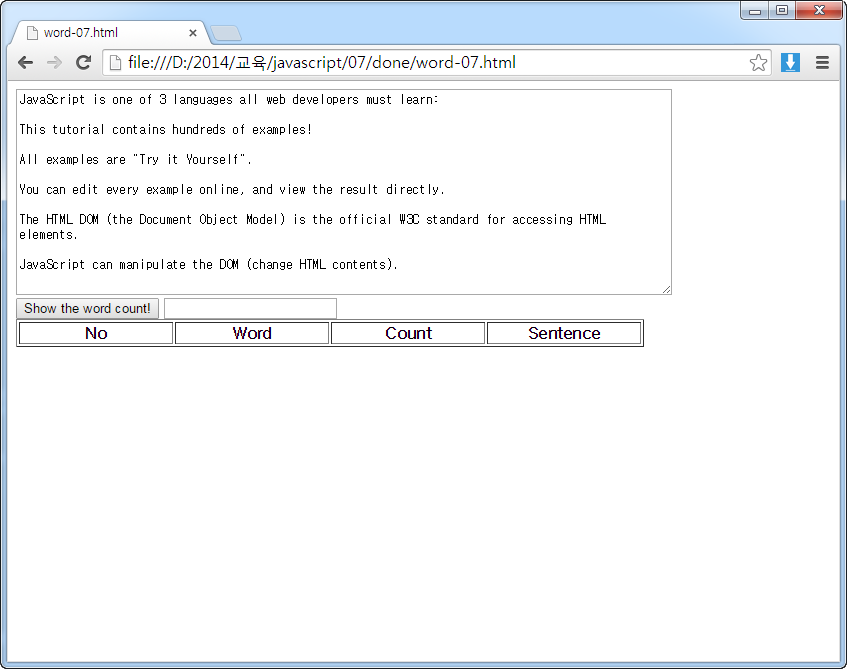 word-07.html
file:///D:/2014/교육/javascript/07/done/word-07.html
JavaScript is one of 3 languages all web developers must learn:
This tutorial contains hundreds of examples!
All examples are "Try it Yourself".
You can edit every example online, and view the result directly.
The HTML DOM (the Document Object Model) is the official W3C standard for accessing HTML
elements.
JavaScript can manipulate the DOM (change HTML contents).
Show the word count!
No Word Count Sentence